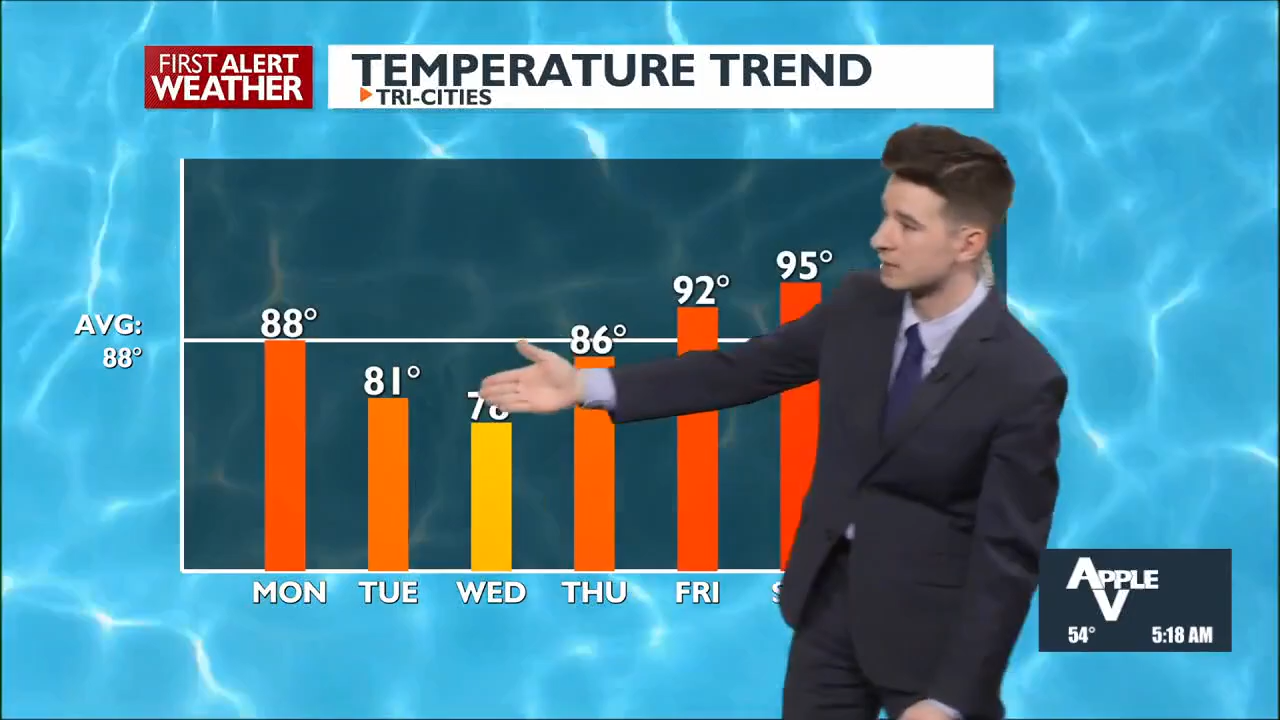 FIRST ALERT
WEATHER
TEMPERATURE TREND
TRI-CITIES
AVG:
88°
88°
81°
86°
92°
95°
MON TUE WED THU FRI
APPLE
V
54° 5:18 AM